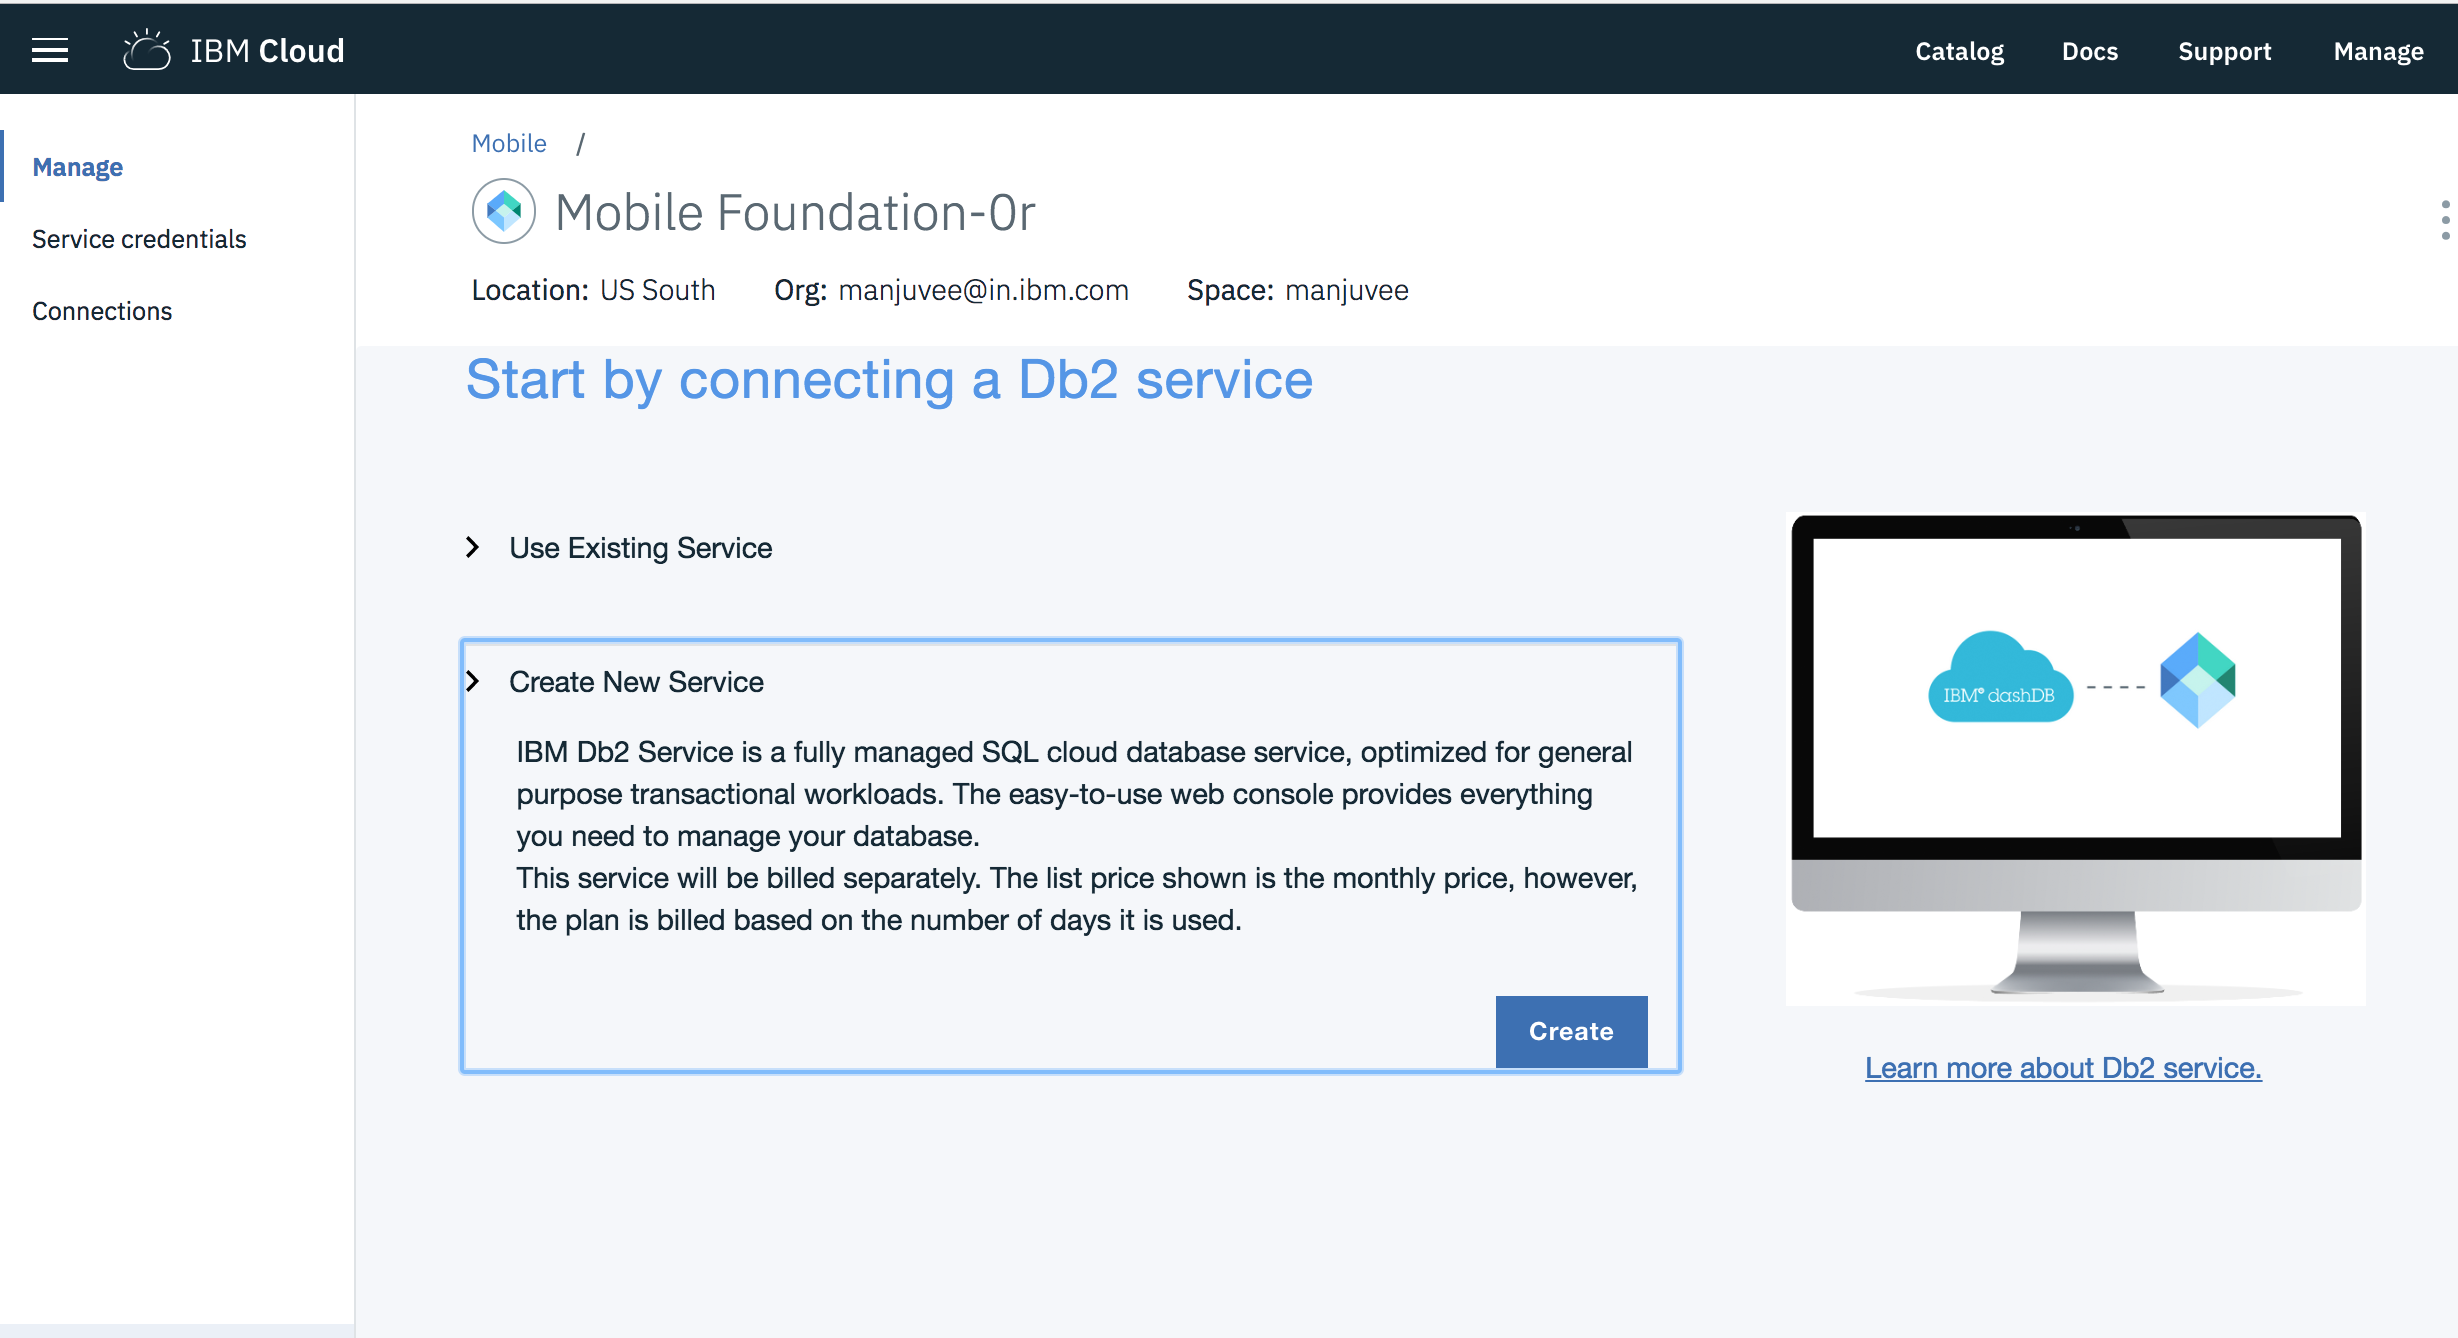 IBM Cloud
Catalog Docs Support Manage
Manage
Service credentials
Connections
Mobile /
Mobile Foundation-0r
Location: US South Org: manjuvee@in.ibm.com Space: manjuvee
Start by connecting a Db2 service
Use Existing Service
Create New Service
IBM Db2 Service is a fully managed SQL cloud database service, optimized for general
purpose transactional workloads. The easy-to-use web console provides everything
you need to manage your database.
This service will be billed separately. The list price shown is the monthly price, however,
the plan is billed based on the number of days it is used.
Create
IBM® dashDB
Learn more about Db2 service.